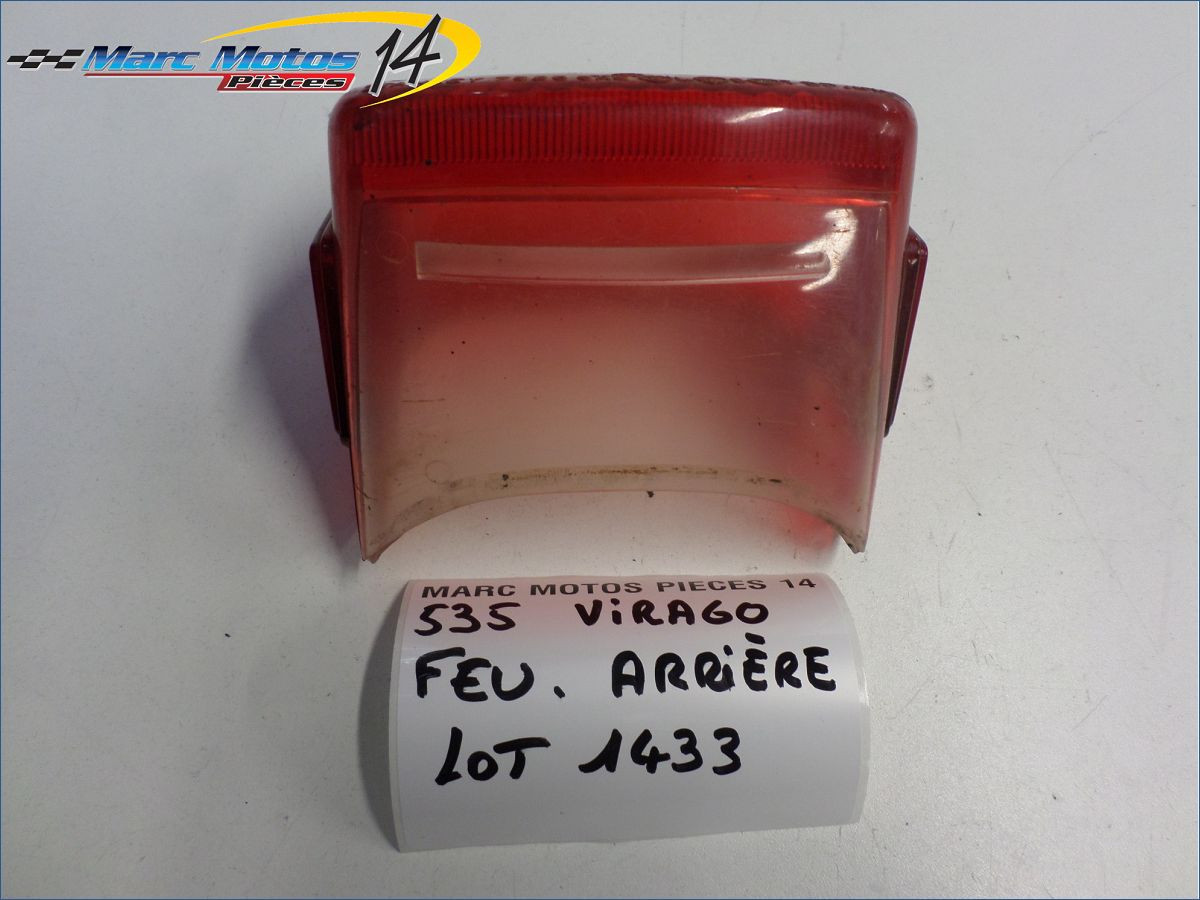 Marc Motos 14
Pièces
MARC MOTOS PIECES 14
535 ViRAGO
FEU. ARRiÈRE
LOT 1433